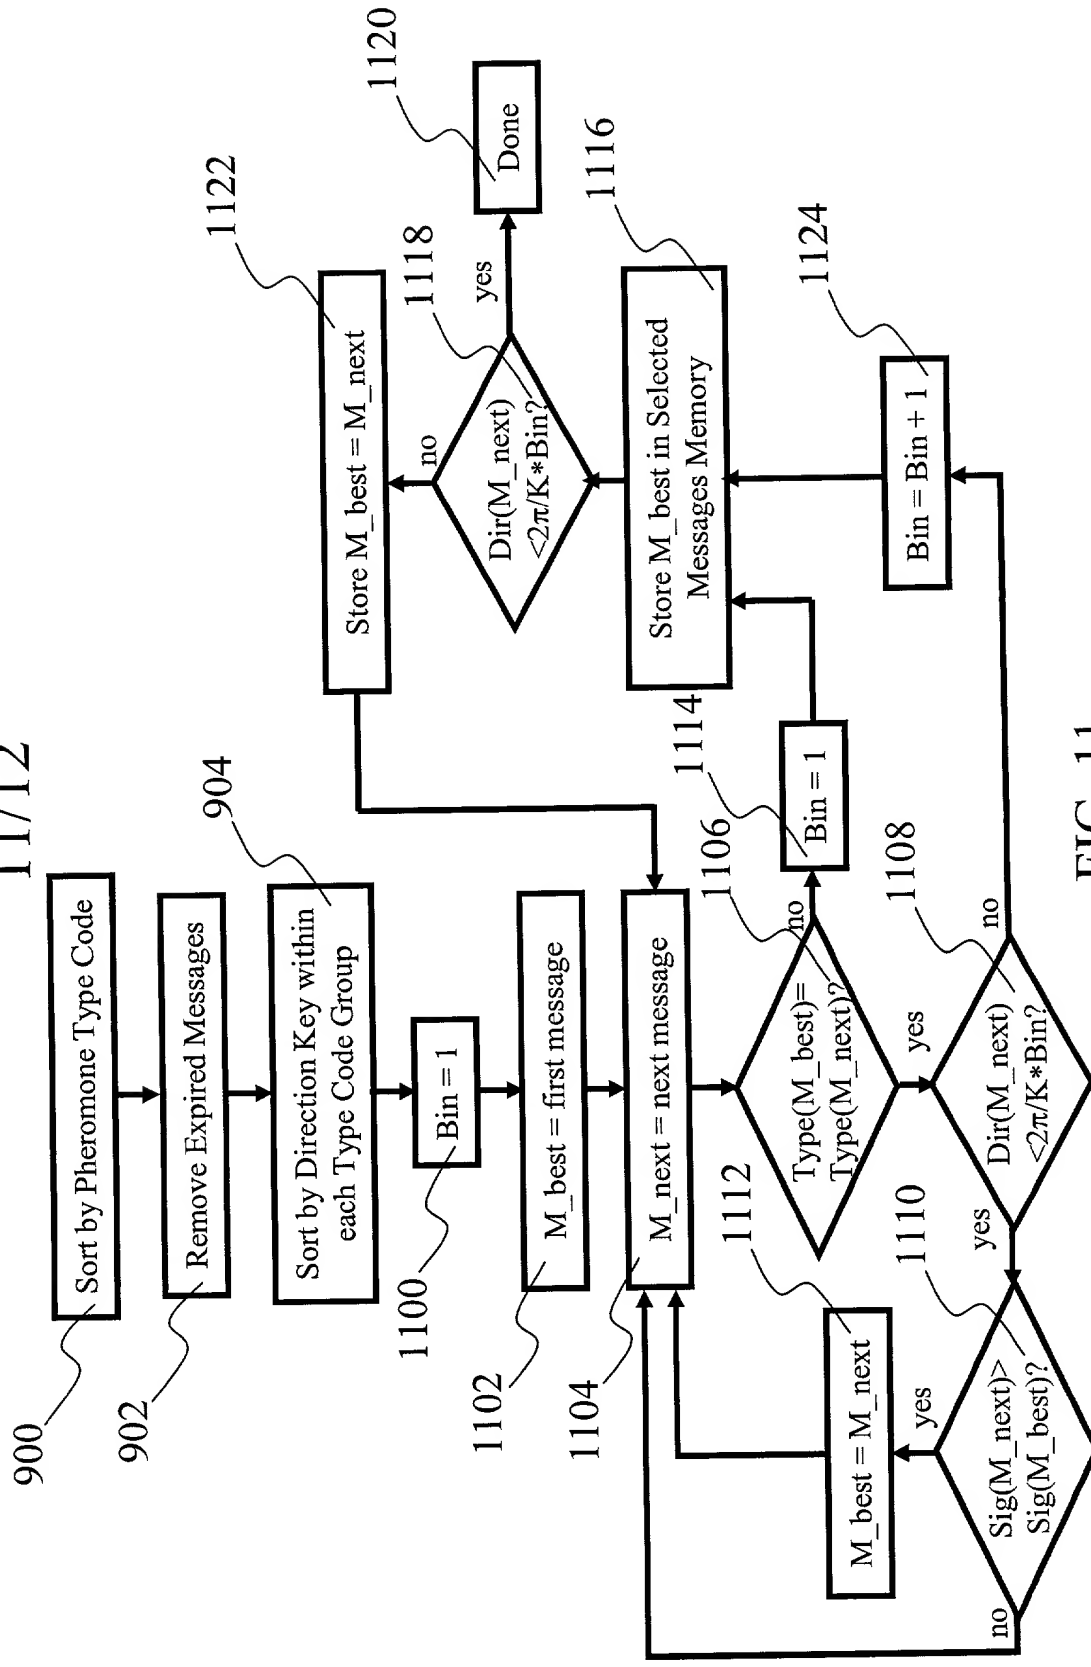 11/12
900
Sort by Pheromone Type Code
902
Remove Expired Messages
904
Sort by Direction Key within
each Type Code Group
1100
Bin = 1
1102
M_best = first message
1104
M_next = next message
1106
Type(M_best)=
Type(M_next)?
no
yes
1108
Dir(M_next)
<2π/K*Bin?
no
yes
1110
Sig(M_next)>
Sig(M_best)?
yes
no
1112
M_best = M_next
1114
Bin = 1
1116
Store M_best in Selected
Messages Memory
1118
Dir(M_next)
<2π/K*Bin?
no
yes
1120
Done
1122
Store M_best = M_next
1124
Bin = Bin + 1
FIG. 11